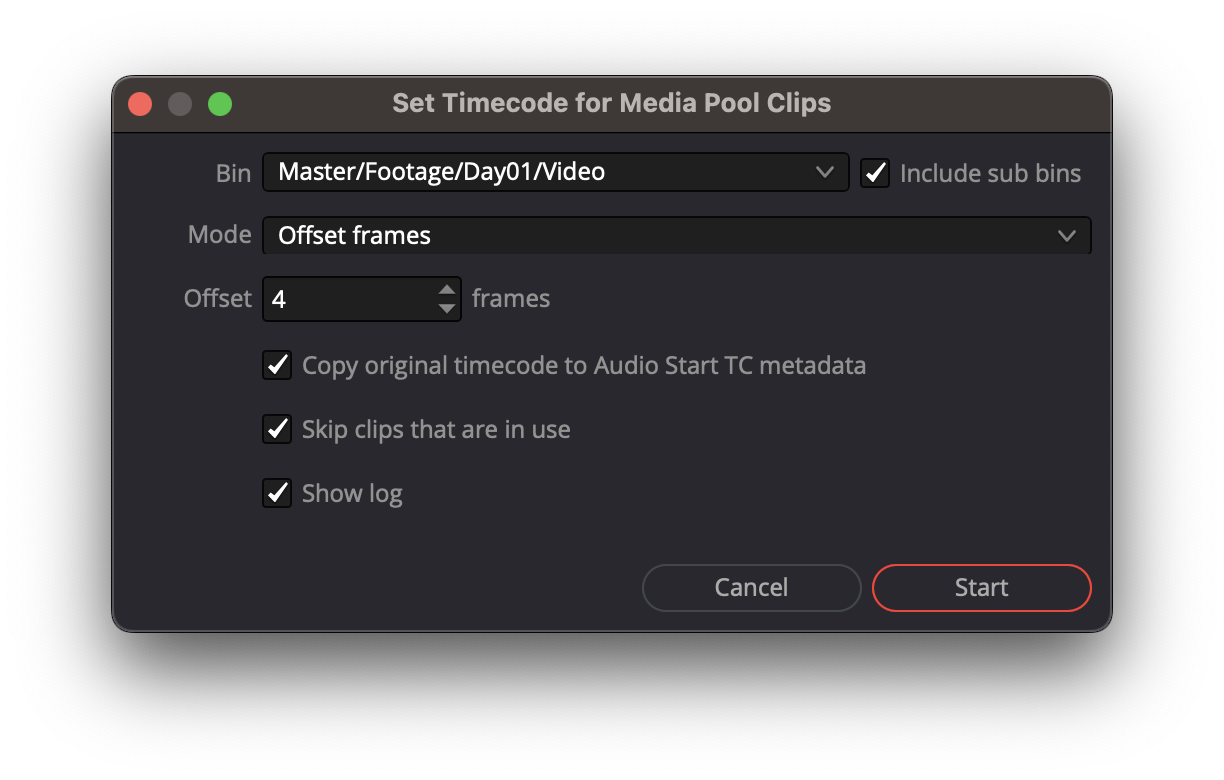 Set Timecode for Media Pool Clips
Bin Master/Footage/Day01/Video Include sub bins
Mode Offset frames
Offset 4 frames
Copy original timecode to Audio Start TC metadata
Skip clips that are in use
Show log
Cancel Start